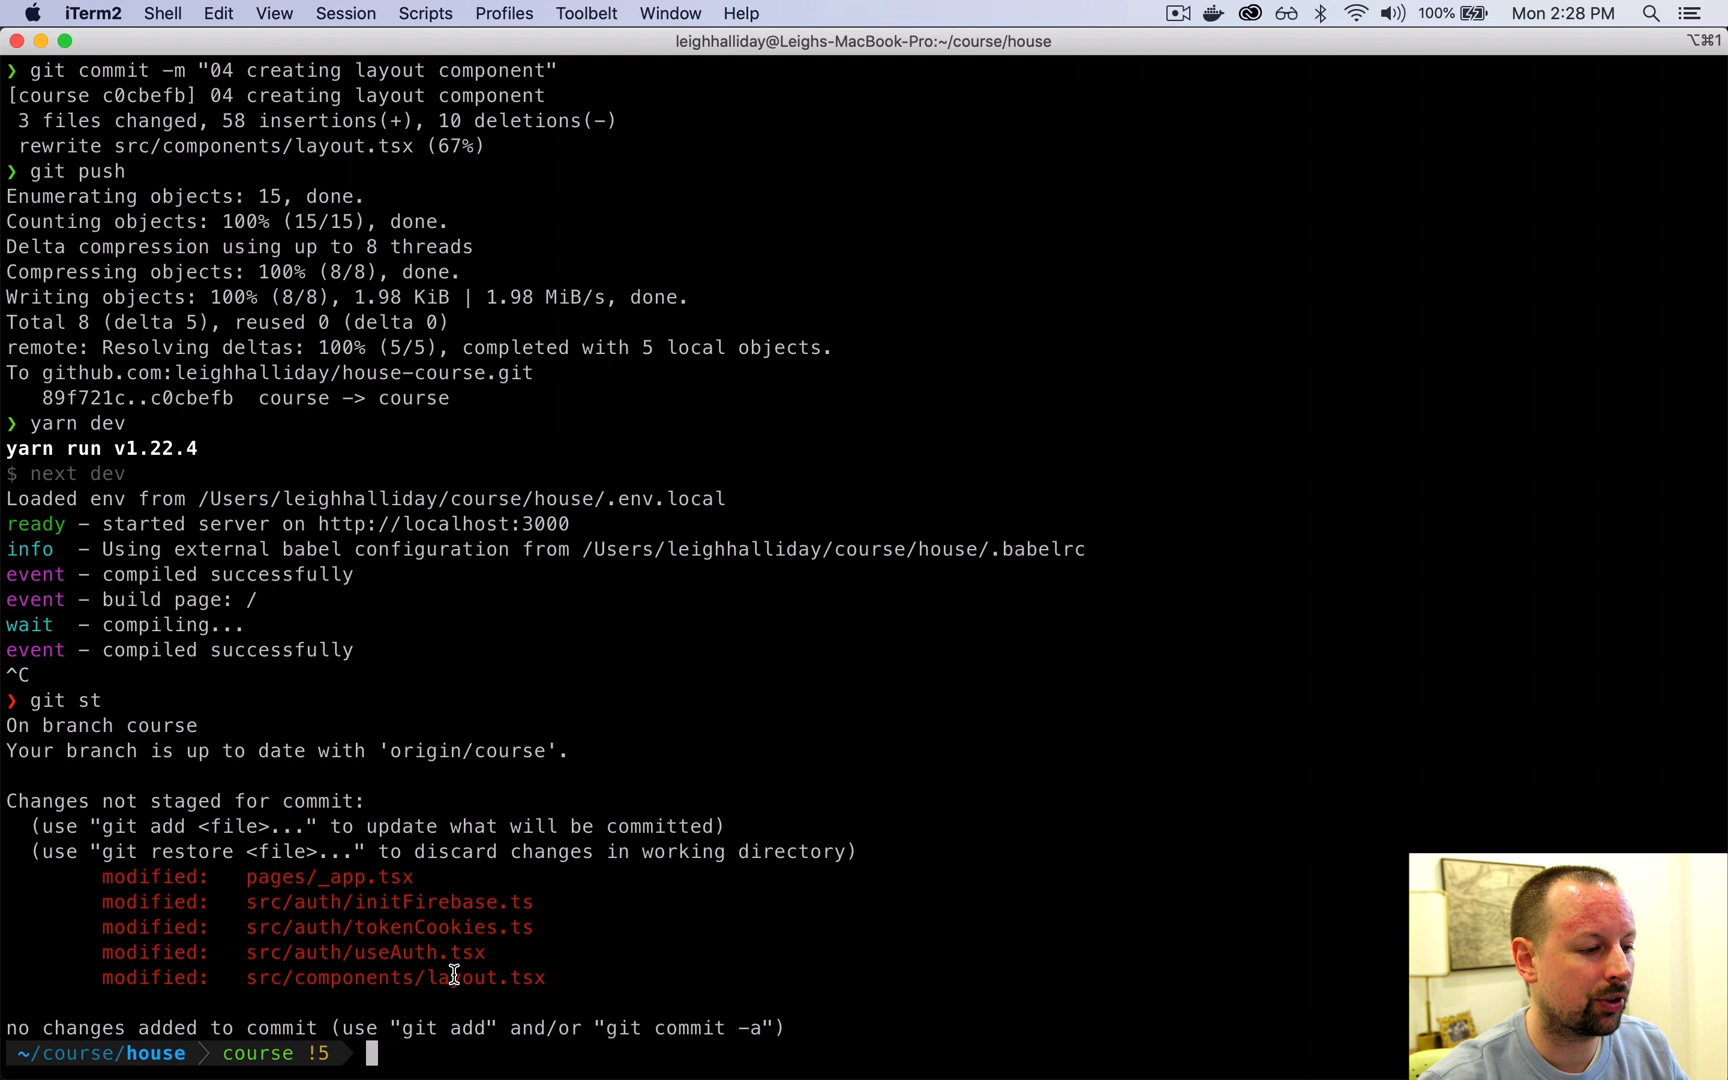 iTerm2 Shell Edit View Session Scripts Profiles Toolbelt Window Help 100% Mon 2:28 PM
leighhalliday@Leighs-MacBook-Pro:~/course/house ⌥⌘1
❯ git commit -m "04 creating layout component"
[course c0cbefb] 04 creating layout component
3 files changed, 58 insertions(+), 10 deletions(-)
rewrite src/components/layout.tsx (67%)
❯ git push
Enumerating objects: 15, done.
Counting objects: 100% (15/15), done.
Delta compression using up to 8 threads
Compressing objects: 100% (8/8), done.
Writing objects: 100% (8/8), 1.98 KiB | 1.98 MiB/s, done.
Total 8 (delta 5), reused 0 (delta 0)
remote: Resolving deltas: 100% (5/5), completed with 5 local objects.
To github.com:leighhalliday/house-course.git
89f721c..c0cbefb course -> course
❯ yarn dev
yarn run v1.22.4
$ next dev
Loaded env from /Users/leighhalliday/course/house/.env.local
ready - started server on http://localhost:3000
info - Using external babel configuration from /Users/leighhalliday/course/house/.babelrc
event - compiled successfully
event - build page: /
wait - compiling...
event - compiled successfully
^C
❯ git st
On branch course
Your branch is up to date with 'origin/course'.
Changes not staged for commit:
(use "git add <file>..." to update what will be committed)
(use "git restore <file>..." to discard changes in working directory)
modified: pages/_app.tsx
modified: src/auth/initFirebase.ts
modified: src/auth/tokenCookies.ts
modified: src/auth/useAuth.tsx
modified: src/components/layout.tsx
no changes added to commit (use "git add" and/or "git commit -a")
~/course/house course !5